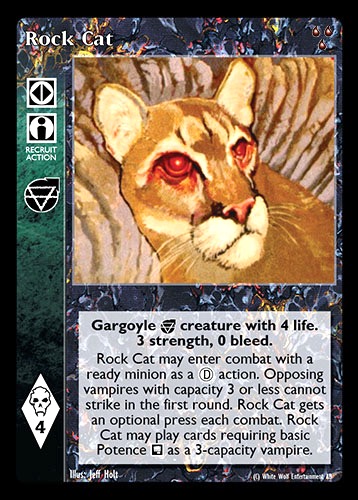 Rock Cat
RECRUIT
ACTION
Gargoyle creature with 4 life.
3 strength, 0 bleed.
Rock Cat may enter combat with a
ready minion as a D action. Opposing
vampires with capacity 3 or less cannot
strike in the first round. Rock Cat gets
an optional press each combat. Rock
Cat may play cards requiring basic
Potence as a 3-capacity vampire.
4
Illus: Jeff Holt
(C) White Wolf Entertainment AB